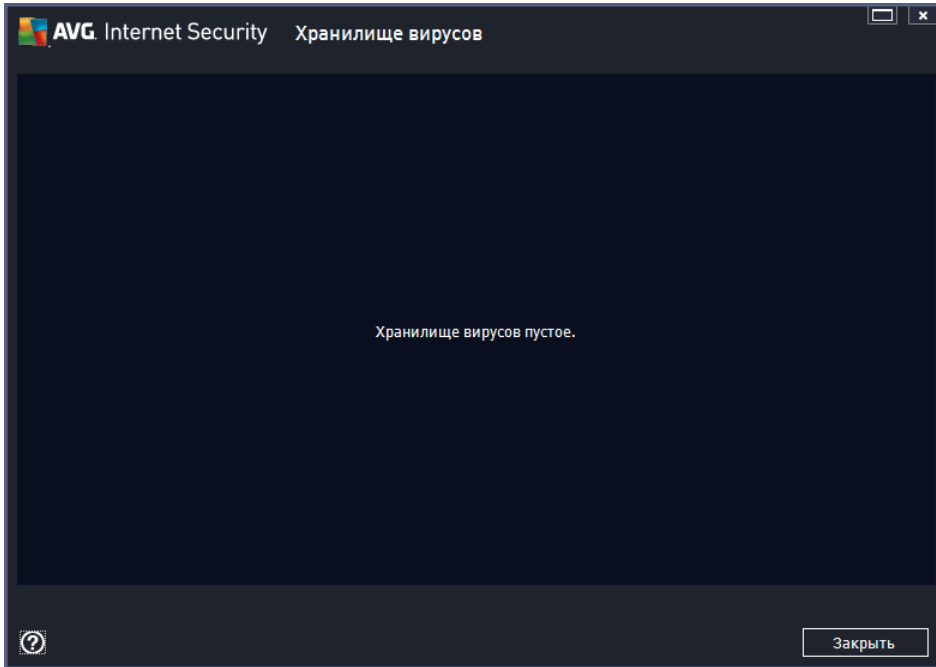 AVG. Internet Security Хранилище вирусов
Хранилище вирусов пустое.
Закрыть